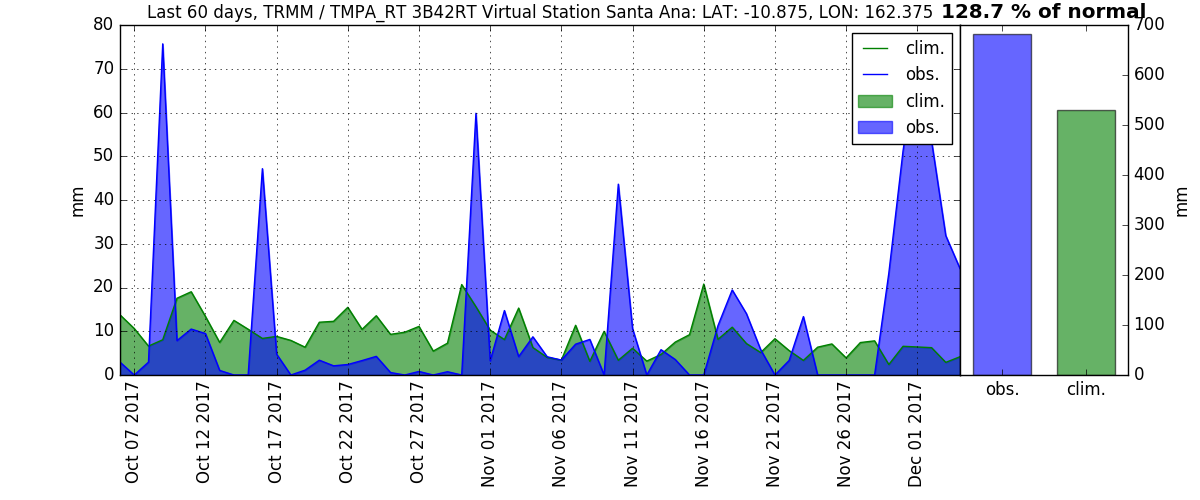 Last 60 days, TRMM / TMPA_RT 3B42RT Virtual Station Santa Ana: LAT: -10.875, LON: 162.375 128.7 % of normal
clim.
obs.
clim.
obs.
mm
80
70
60
50
40
30
20
10
0
Oct 07 2017
Oct 12 2017
Oct 17 2017
Oct 22 2017
Oct 27 2017
Nov 01 2017
Nov 06 2017
Nov 11 2017
Nov 16 2017
Nov 21 2017
Nov 26 2017
Dec 01 2017
obs.
clim.
700
600
500
400
300
200
100
0
mm